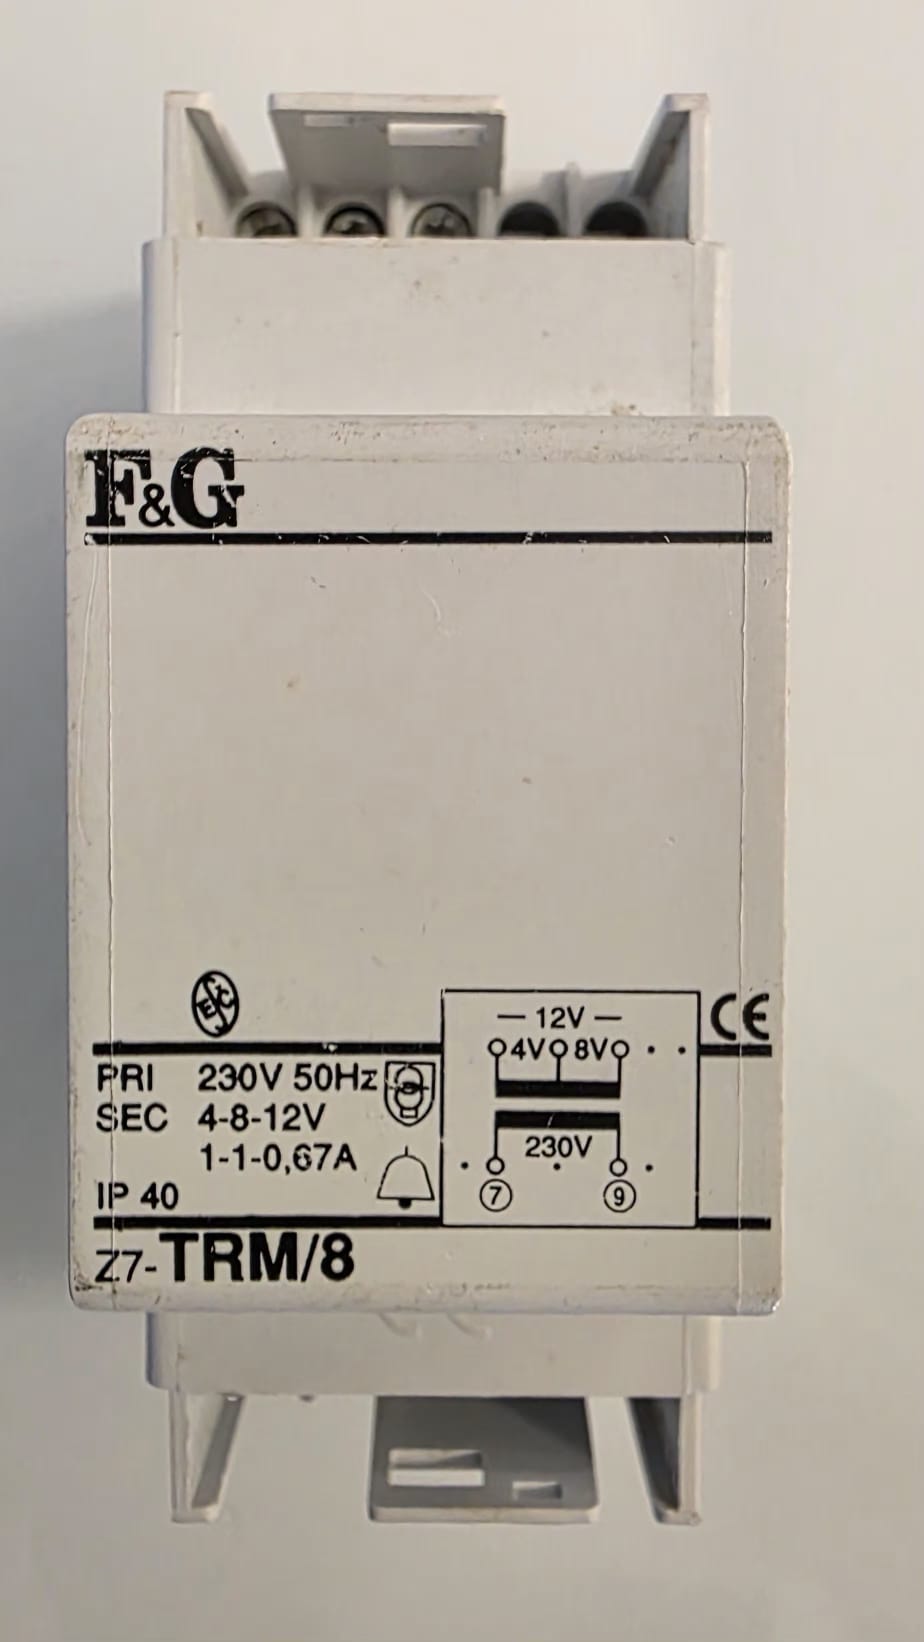 F&G
— 12V —
4V 8V
CE
PRI 230V 50Hz
SEC 4-8-12V
1-1-0,67A
230V
IP 40
7 9
Z7-TRM/8